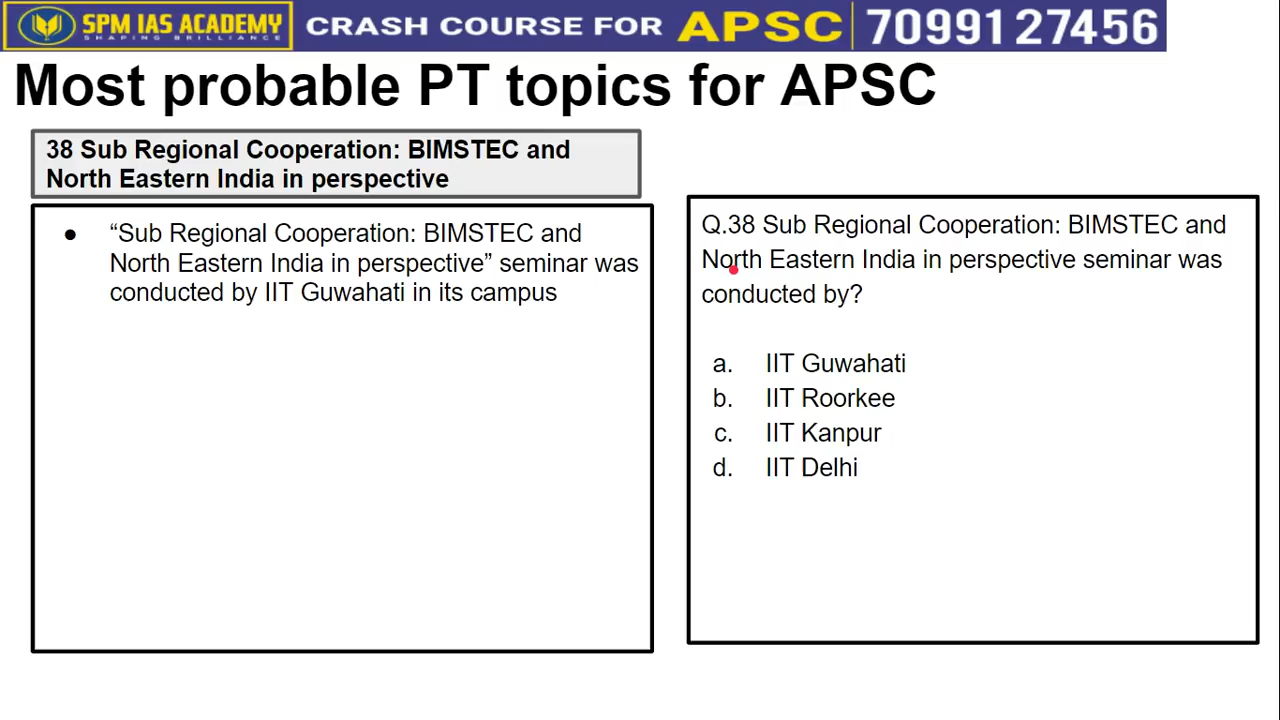 SPM IAS ACADEMY
SHAPING BRILLIANCE
CRASH COURSE FOR APSC 70991 27456
Most probable PT topics for APSC
38 Sub Regional Cooperation: BIMSTEC and
North Eastern India in perspective
● “Sub Regional Cooperation: BIMSTEC and
North Eastern India in perspective” seminar was
conducted by IIT Guwahati in its campus
Q.38 Sub Regional Cooperation: BIMSTEC and
North Eastern India in perspective seminar was
conducted by?
a. IIT Guwahati
b. IIT Roorkee
c. IIT Kanpur
d. IIT Delhi